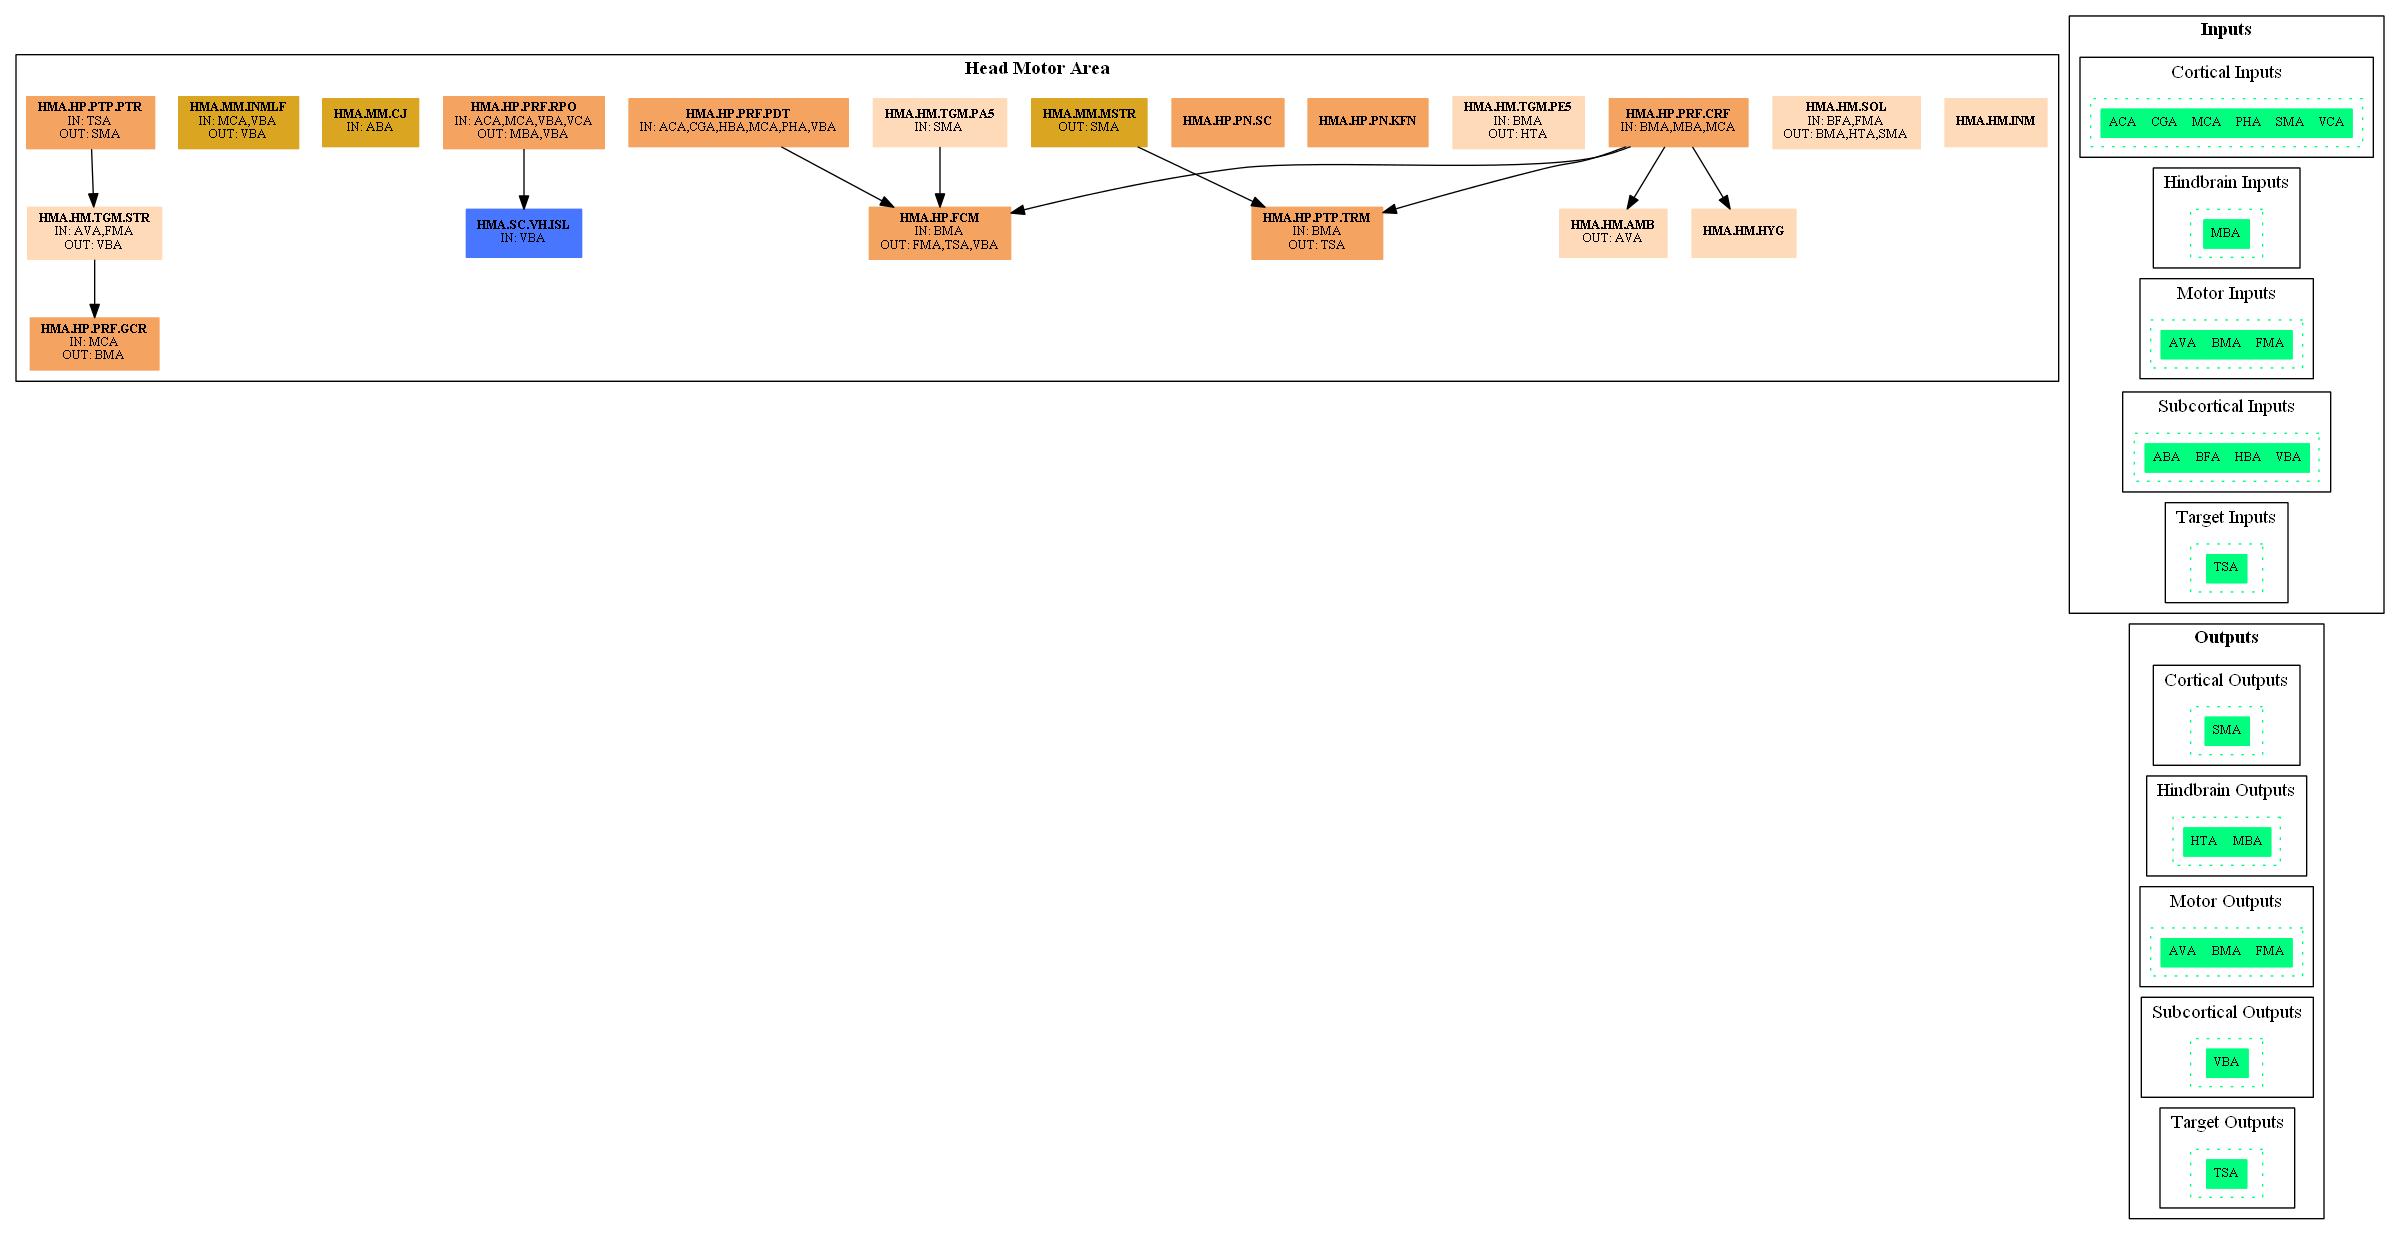 Head Motor Area
HMA.HP.PTP.PTR
IN: TSA
OUT: SMA
HMA.MM.INMLF
IN: MCA,VBA
OUT: VBA
HMA.MM.CJ
IN: ABA
HMA.HP.PRF.RPO
IN: ACA,MCA,VBA,VCA
OUT: MBA,VBA
HMA.HP.PRF.PDT
IN: ACA,CGA,HBA,MCA,PHA,VBA
HMA.HM.TGM.PA5
IN: SMA
HMA.MM.MSTR
OUT: SMA
HMA.HP.PN.SC
HMA.HP.PN.KFN
HMA.HM.TGM.PE5
IN: BMA
OUT: HTA
HMA.HP.PRF.CRF
IN: BMA,MBA,MCA
HMA.HM.SOL
IN: BFA,FMA
OUT: BMA,HTA,SMA
HMA.HM.INM
HMA.HM.TGM.STR
IN: AVA,FMA
OUT: VBA
HMA.SC.VH.ISL
IN: VBA
HMA.HP.FCM
IN: BMA
OUT: FMA,TSA,VBA
HMA.HP.PTP.TRM
IN: BMA
OUT: TSA
HMA.HM.AMB
OUT: AVA
HMA.HM.HYG
HMA.HP.PRF.GCR
IN: MCA
OUT: BMA
Inputs
Cortical Inputs
ACA CGA MCA PHA SMA VCA
Hindbrain Inputs
MBA
Motor Inputs
AVA BMA FMA
Subcortical Inputs
ABA BFA HBA VBA
Target Inputs
TSA
Outputs
Cortical Outputs
SMA
Hindbrain Outputs
HTA MBA
Motor Outputs
AVA BMA FMA
Subcortical Outputs
VBA
Target Outputs
TSA